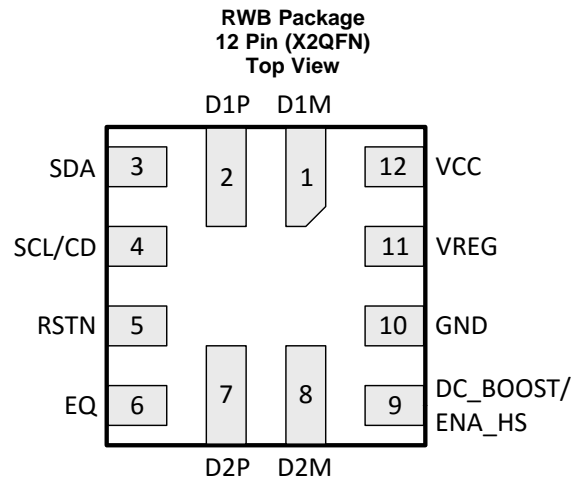 RWB Package
12 Pin (X2QFN)
Top View
D1P D1M
SDA 3 2 1 12 VCC
SCL/CD 4 11 VREG
RSTN 5 10 GND
EQ 6 7 8 9 DC_BOOST/
ENA_HS
D2P D2M